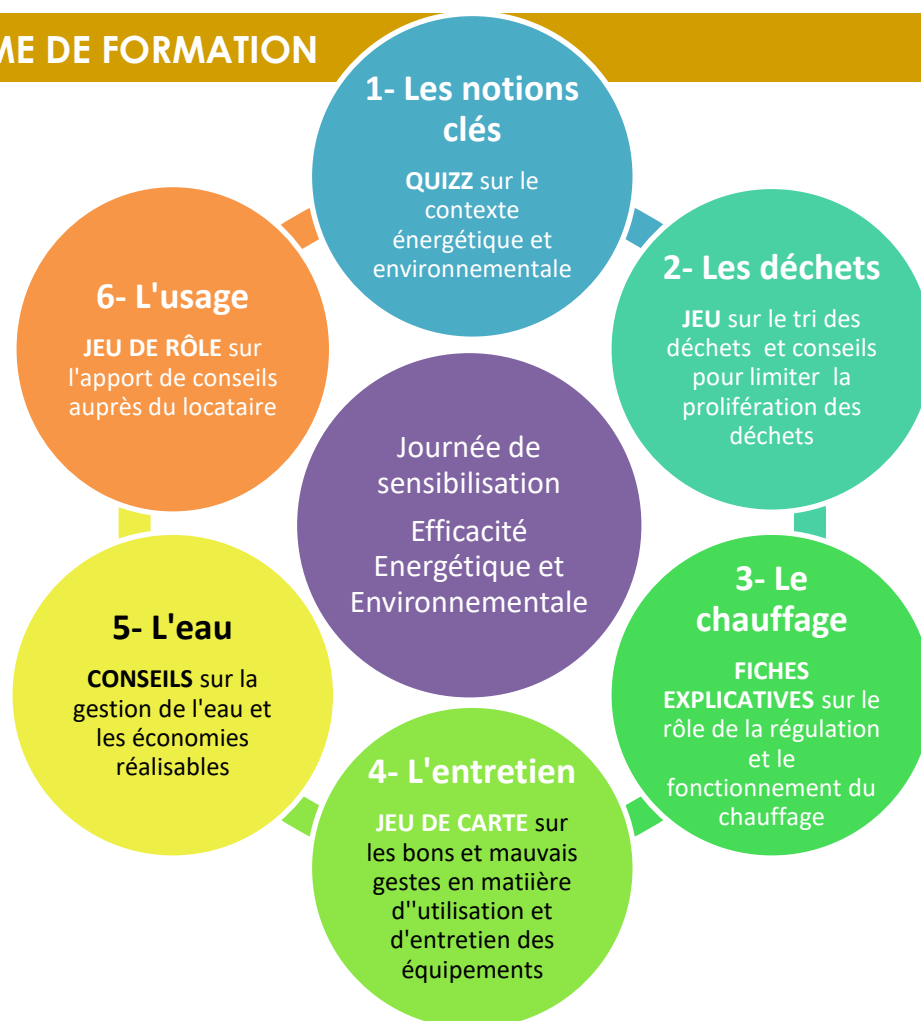 ME DE FORMATION
1- Les notions
clés
QUIZZ sur le
contexte
énergétique et
environnementale
2- Les déchets
JEU sur le tri des
déchets et conseils
pour limiter la
prolifération des
déchets
3- Le
chauffage
FICHES
EXPLICATIVES sur le
rôle de la régulation
et le
fonctionnement du
chauffage
4- L'entretien
JEU DE CARTE sur
les bons et mauvais
gestes en matiière
d''utilisation et
d'entretien des
équipements
5- L'eau
CONSEILS sur la
gestion de l'eau et
les économies
réalisables
6- L'usage
JEU DE RÔLE sur
l'apport de conseils
auprès du locataire
Journée de
sensibilisation
Efficacité
Energétique et
Environnementale